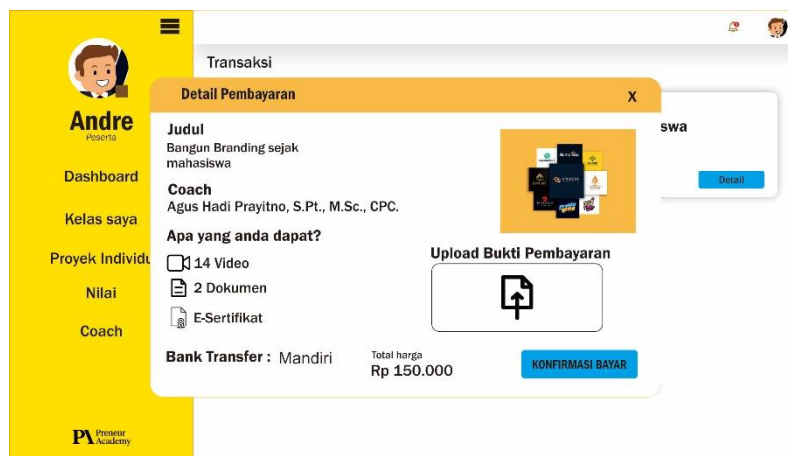 Transaksi
Detail Pembayaran
X
Andre
Peserta
Dashboard
Kelas saya
Proyek Individu
Nilai
Coach
Preneur
Academy
Judul
Bangun Branding sejak
mahasiswa
Coach
Agus Hadi Prayitno, S.Pt., M.Sc., CPC.
Apa yang anda dapat?
14 Video
2 Dokumen
E-Sertifikat
Upload Bukti Pembayaran
Bank Transfer : Mandiri
Total harga
Rp 150.000
KONFIRMASI BAYAR
swa
Detail